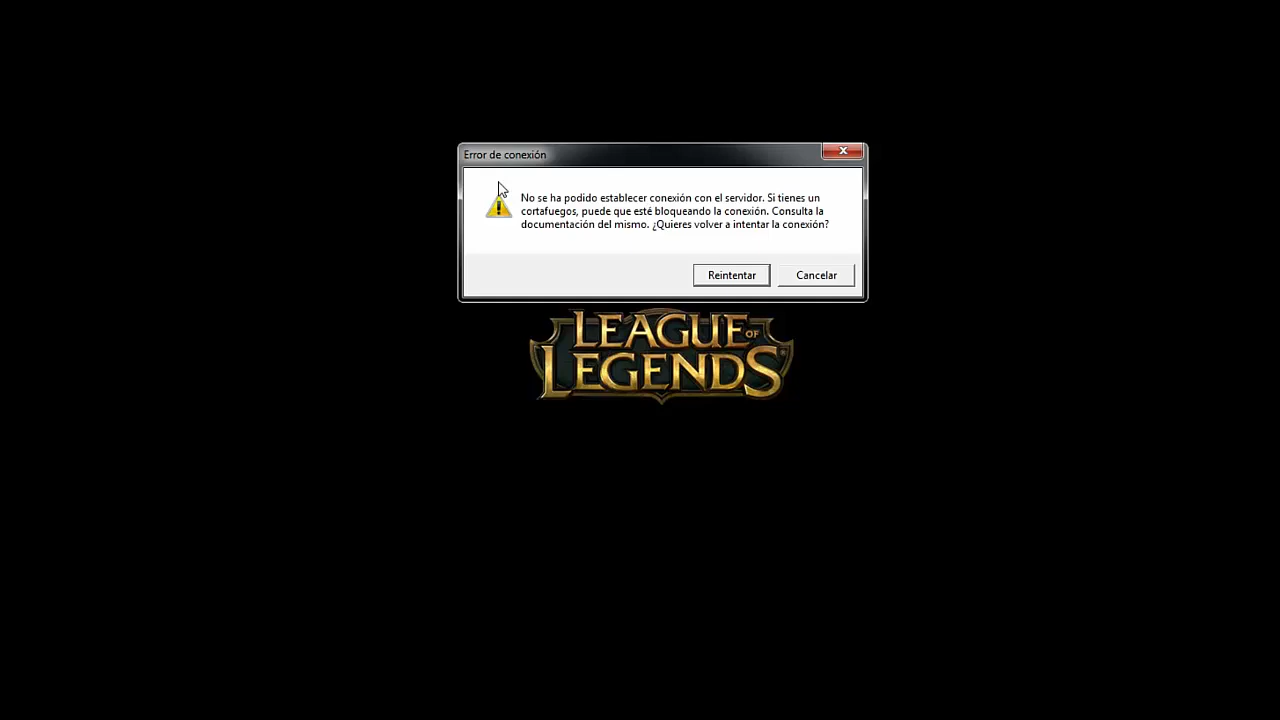 Error de conexión
No se ha podido establecer conexión con el servidor. Si tienes un
cortafuegos, puede que esté bloqueando la conexión. Consulta la
documentación del mismo. ¿Quieres volver a intentar la conexión?
Reintentar Cancelar
LEAGUE OF
LEGENDS